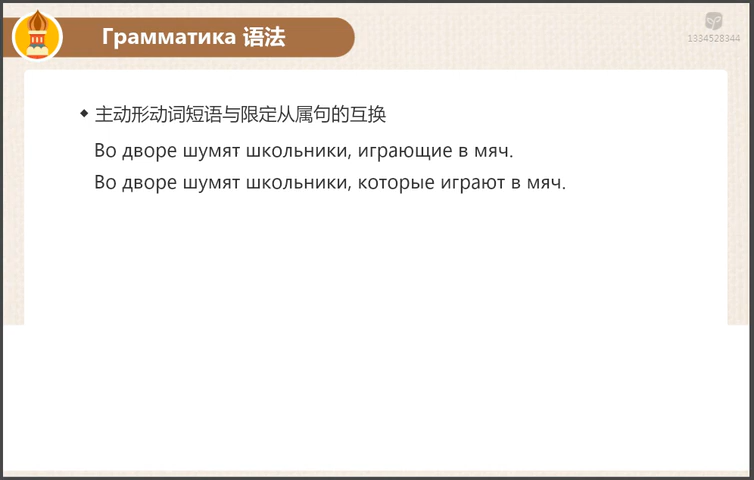 Грамматика 语法
1334528344
主动形动词短语与限定从属句的互换
Во дворе шумят школьники, играющие в мяч.
Во дворе шумят школьники, которые играют в мяч.